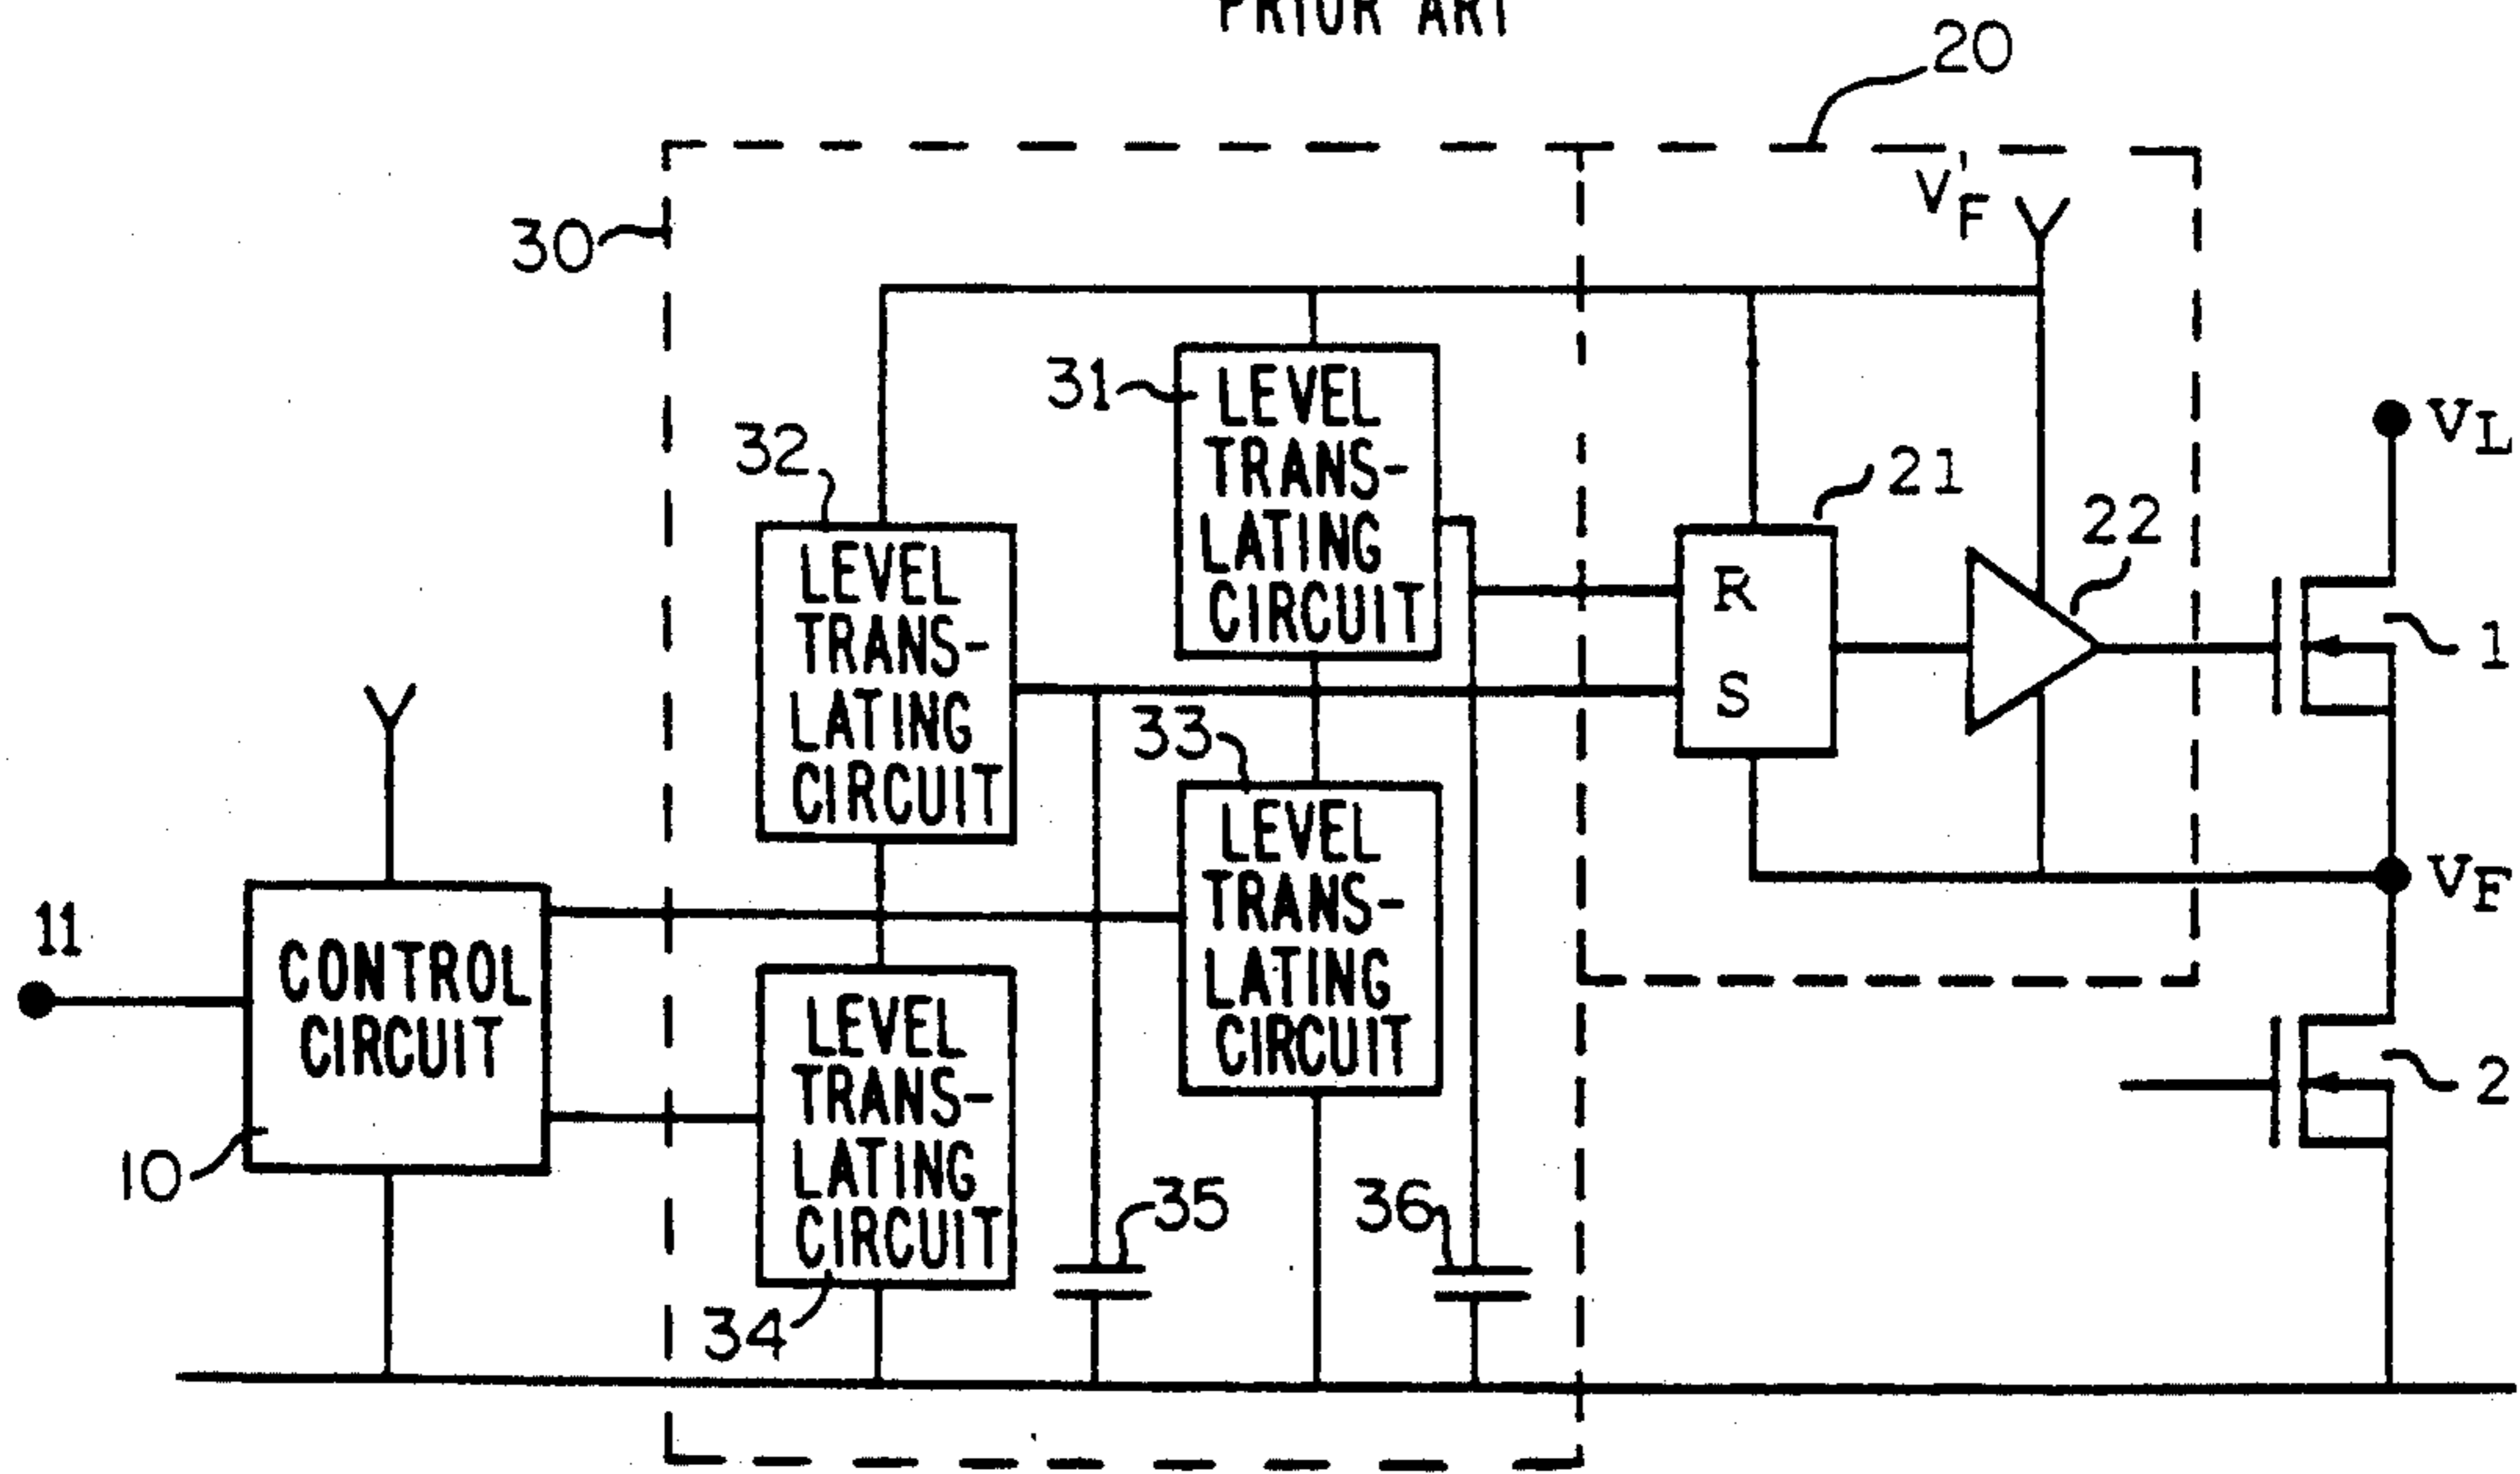 PRIOR ART
20
V'F
30
31
LEVEL
TRANS-
LATING
CIRCUIT
VL
32
LEVEL
TRANS-
LATING
CIRCUIT
21
22
R
S
1
33
LEVEL
TRANS-
LATING
CIRCUIT
VF
11
CONTROL
CIRCUIT
10
LEVEL
TRANS-
LATING
CIRCUIT
34
35
36
2